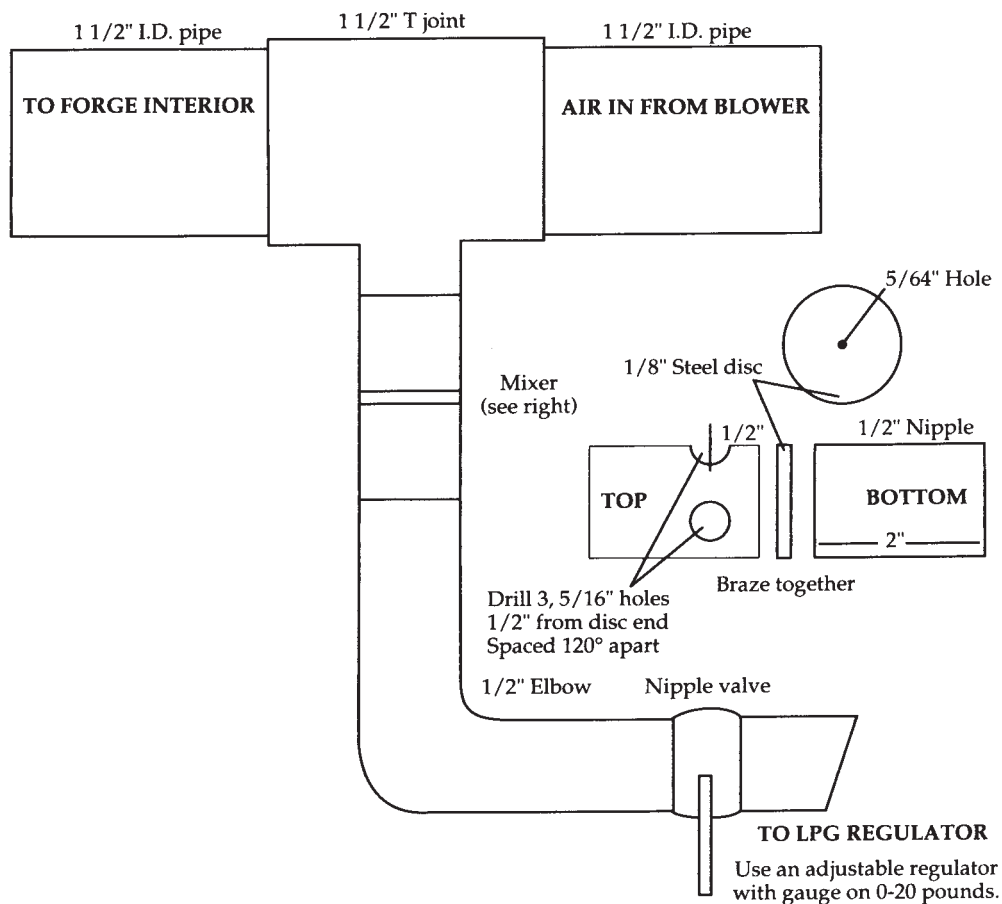 1 1/2" I.D. pipe
1 1/2" T joint
1 1/2" I.D. pipe
TO FORGE INTERIOR
AIR IN FROM BLOWER
5/64" Hole
1/8" Steel disc
Mixer
(see right)
1/2"
1/2" Nipple
TOP
BOTTOM
2"
Braze together
Drill 3, 5/16" holes
1/2" from disc end
Spaced 120° apart
1/2" Elbow
Nipple valve
TO LPG REGULATOR
Use an adjustable regulator
with gauge on 0-20 pounds.